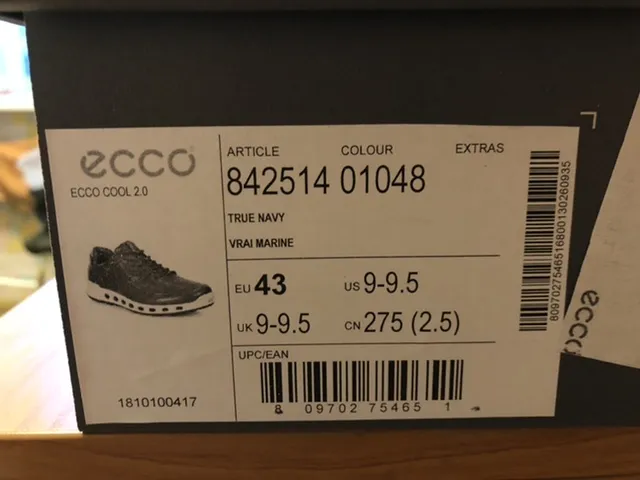 ecco
ECCO COOL 2.0
1810100417
ARTICLE COLOUR EXTRAS
842514 01048
TRUE NAVY
VRAI MARINE
EU 43 US 9-9.5
UK 9-9.5 CN 275 (2.5)
UPC/EAN
8 09702 75465 1
809702754651680013026093​5
ecco